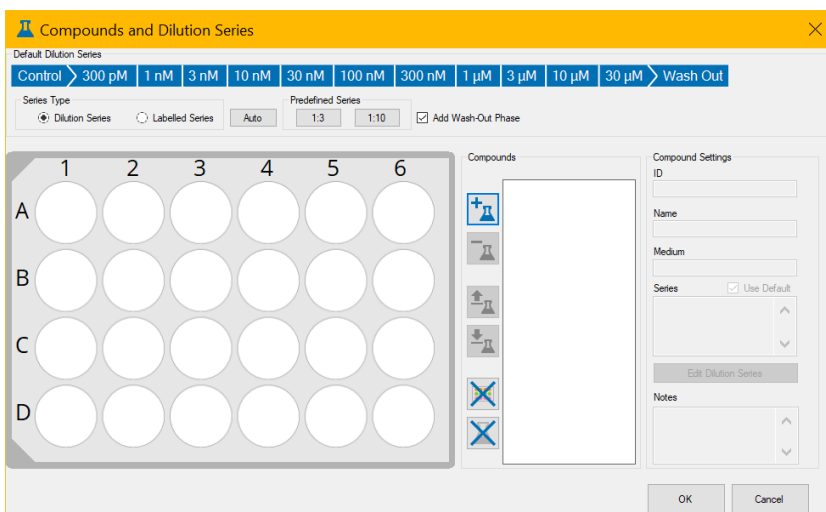 Compounds and Dilution Series
Default Dilution Series
Control 300 pM 1 nM 3 nM 10 nM 30 nM 100 nM 300 nM 1 µM 3 µM 10 µM 30 µM Wash Out
Series Type
Predefined Series
Dilution Series Labelled Series Auto 1:3 1:10 Add Wash-Out Phase
1 2 3 4 5 6
A
B
C
D
Compounds
Compound Settings
ID
Name
Medium
Series Use Default
Edit Dilution Series
Notes
OK Cancel